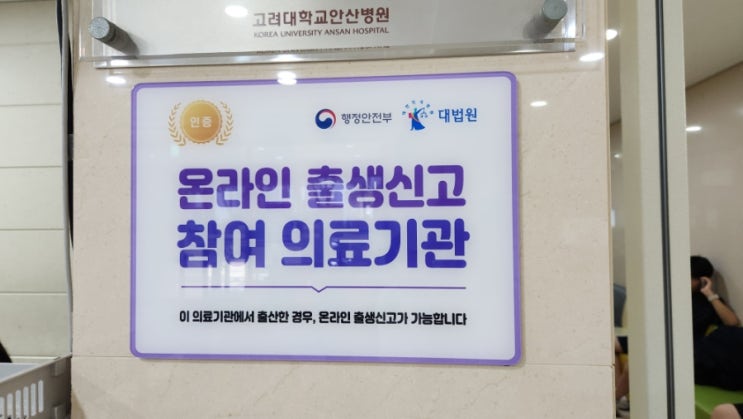 고려대학교안산병원
KOREA UNIVERSITY ANSAN HOSPITAL
인증
행정안전부
대법원
온라인 출생신고
참여 의료기관
이 의료기관에서 출산한 경우, 온라인 출생신고가 가능합니다